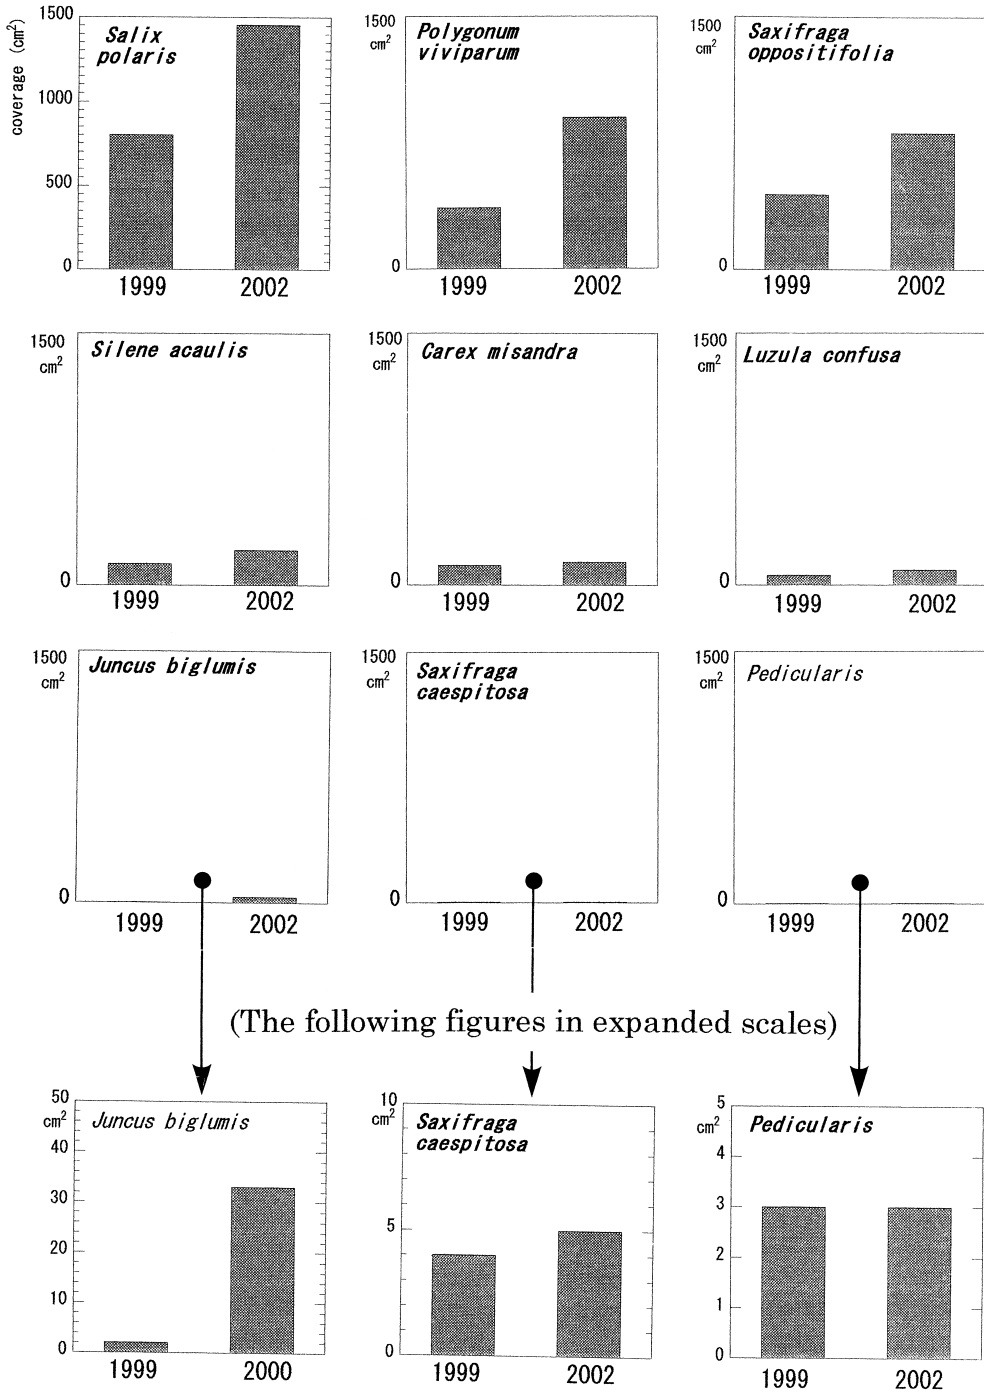 coverage (cm²)
1500
1000
500
0
Salix
polaris
1999 2002
1500
cm²
0
Polygonum
viviparum
1999 2002
1500
cm²
0
Saxifraga
oppositifolia
1999 2002
1500
cm²
0
Silene acaulis
1999 2002
1500
cm²
0
Carex misandra
1999 2002
1500
cm²
0
Luzula confusa
1999 2002
1500
cm²
0
Juncus biglumis
1999 2002
1500
cm²
0
Saxifraga
caespitosa
1999 2002
1500
cm²
0
Pedicularis
1999 2002
(The following figures in expanded scales)
50
cm²
40
30
20
10
0
Juncus biglumis
1999 2000
10
cm²
5
0
Saxifraga
caespitosa
1999 2002
5
cm²
4
3
2
1
0
Pedicularis
1999 2002